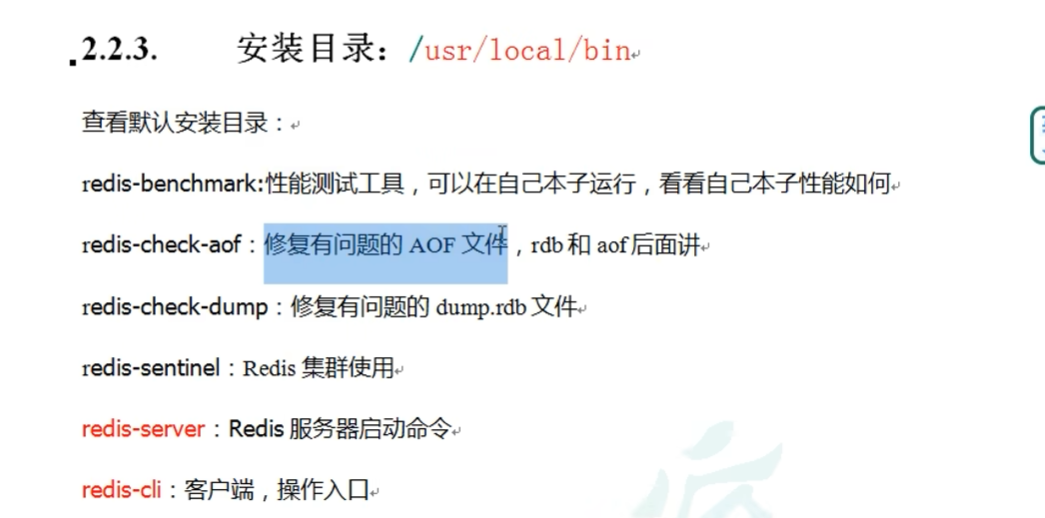 2.2.3. 安装目录：/usr/local/bin
查看默认安装目录：
redis-benchmark:性能测试工具，可以在自己本子运行，看看自己本子性能如何
redis-check-aof：修复有问题的 AOF 文件，rdb 和 aof 后面讲
redis-check-dump：修复有问题的 dump.rdb 文件
redis-sentinel：Redis 集群使用
redis-server：Redis 服务器启动命令
redis-cli：客户端，操作入口